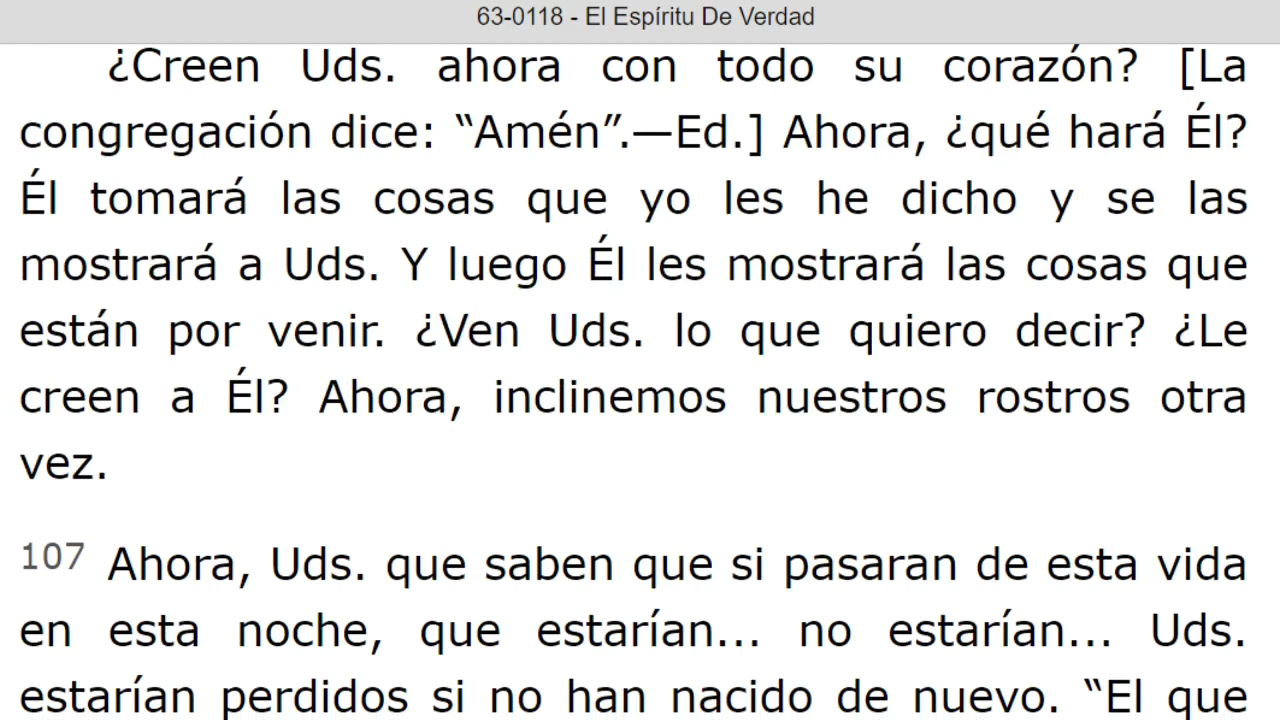 63-0118 - El Espíritu De Verdad
¿Creen Uds. ahora con todo su corazón? [La
congregación dice: “Amén”.—Ed.] Ahora, ¿qué hará Él?
Él tomará las cosas que yo les he dicho y se las
mostrará a Uds. Y luego Él les mostrará las cosas que
están por venir. ¿Ven Uds. lo que quiero decir? ¿Le
creen a Él? Ahora, inclinemos nuestros rostros otra
vez.
107 Ahora, Uds. que saben que si pasaran de esta vida
en esta noche, que estarían... no estarían... Uds.
estarían perdidos si no han nacido de nuevo. “El que